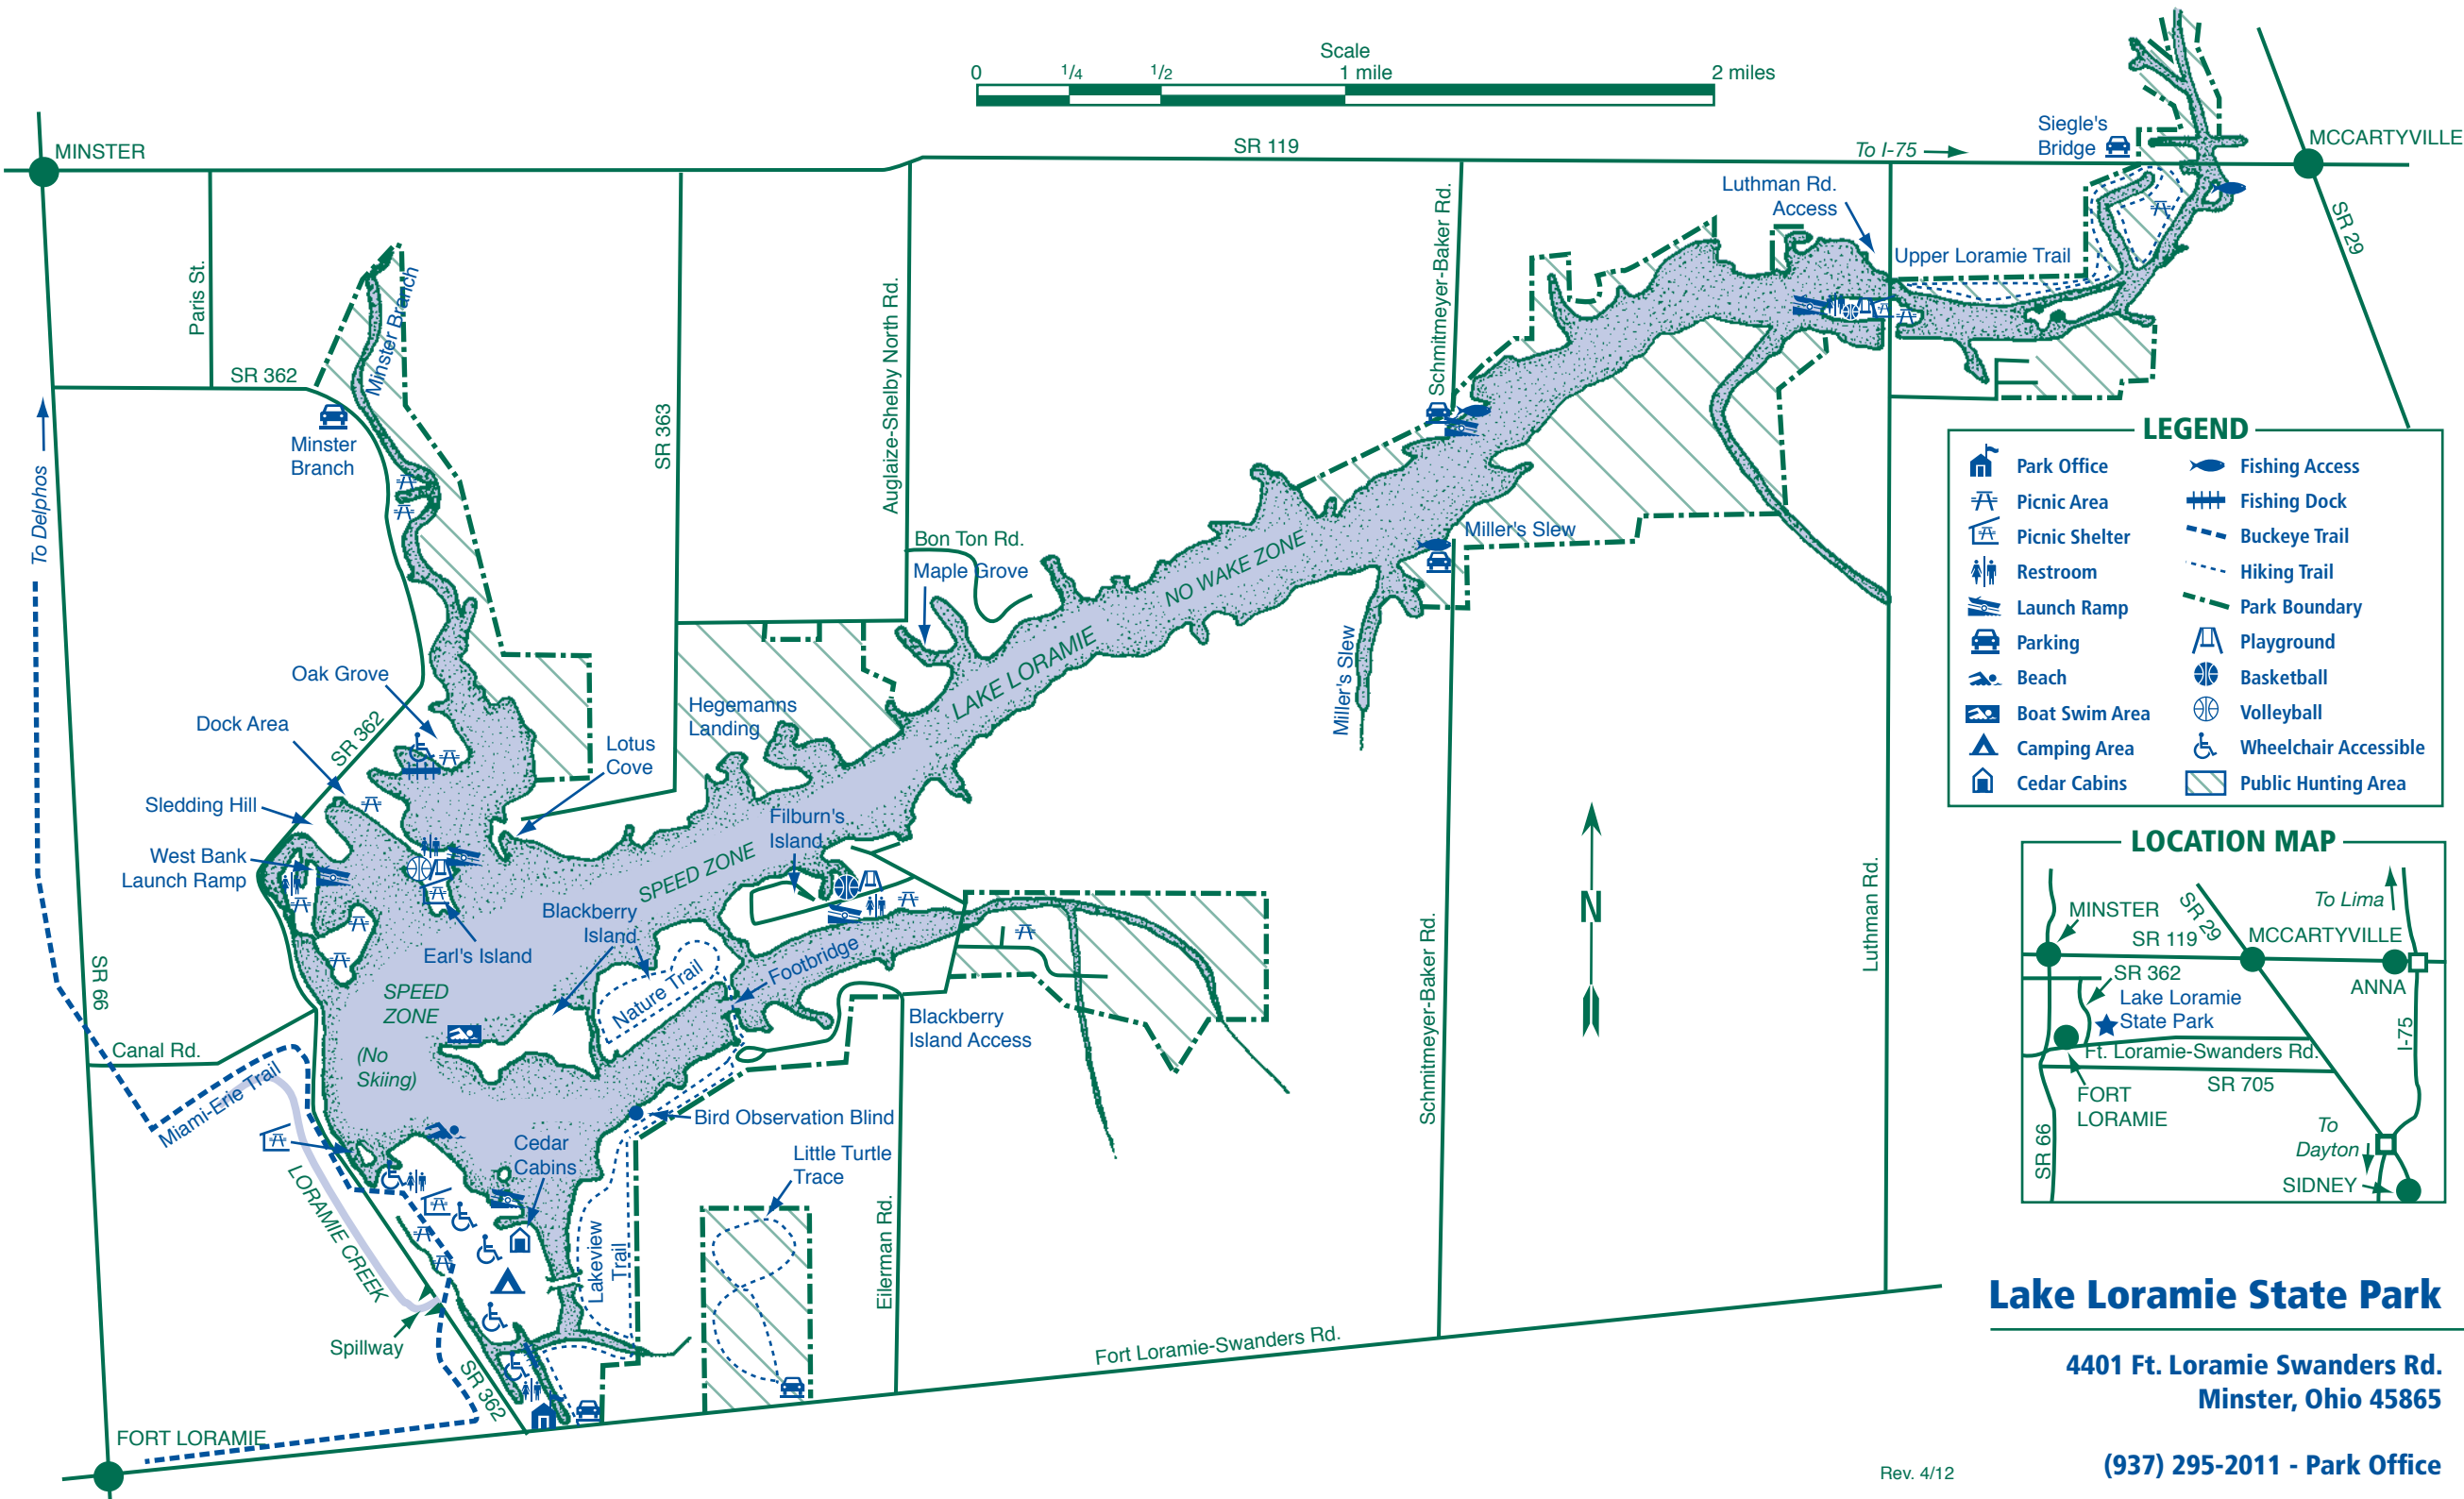 Scale
0 1/4 1/2 1 mile 2 miles
MINSTER
SR 119
To I-75
Siegle's
Bridge
MCCARTYVILLE
SR 29
Luthman Rd.
Access
Upper Loramie Trail
Paris St.
SR 362
Minster Branch
Minster
Branch
To Delphos
SR 363
Auglaize-Shelby North Rd.
Schmitmeyer-Baker Rd.
Bon Ton Rd.
Maple Grove
NO WAKE ZONE
LAKE LORAMIE
Miller's Slew
Miller's Slew
Oak Grove
Dock Area
SR 362
Sledding Hill
West Bank
Launch Ramp
Lotus
Cove
Hegemanns
Landing
Filburn's
Island
SPEED ZONE
Blackberry
Island
Earl's Island
Nature Trail
Footbridge
SPEED
ZONE
(No
Skiing)
Blackberry
Island Access
SR 66
Canal Rd.
Miami-Erie Trail
Bird Observation Blind
Cedar
Cabins
Little Turtle
Trace
LORAMIE CREEK
Lakeview
Trail
Eilerman Rd.
Schmitmeyer-Baker Rd.
Luthman Rd.
N
Spillway
SR 362
Fort Loramie-Swanders Rd.
FORT LORAMIE
LEGEND
Park Office
Picnic Area
Picnic Shelter
Restroom
Launch Ramp
Parking
Beach
Boat Swim Area
Camping Area
Cedar Cabins
Fishing Access
Fishing Dock
Buckeye Trail
Hiking Trail
Park Boundary
Playground
Basketball
Volleyball
Wheelchair Accessible
Public Hunting Area
LOCATION MAP
To Lima
MINSTER
SR 29
SR 119
MCCARTYVILLE
SR 362
ANNA
Lake Loramie
State Park
I-75
Ft. Loramie-Swanders Rd.
SR 705
FORT
LORAMIE
SR 66
To
Dayton
SIDNEY
Lake Loramie State Park
4401 Ft. Loramie Swanders Rd.
Minster, Ohio 45865
(937) 295-2011 - Park Office
Rev. 4/12